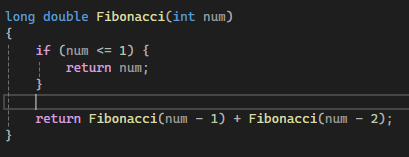 long double Fibonacci(int num)
{
    if (num <= 1) {
        return num;
    }

    return Fibonacci(num - 1) + Fibonacci(num - 2);
}